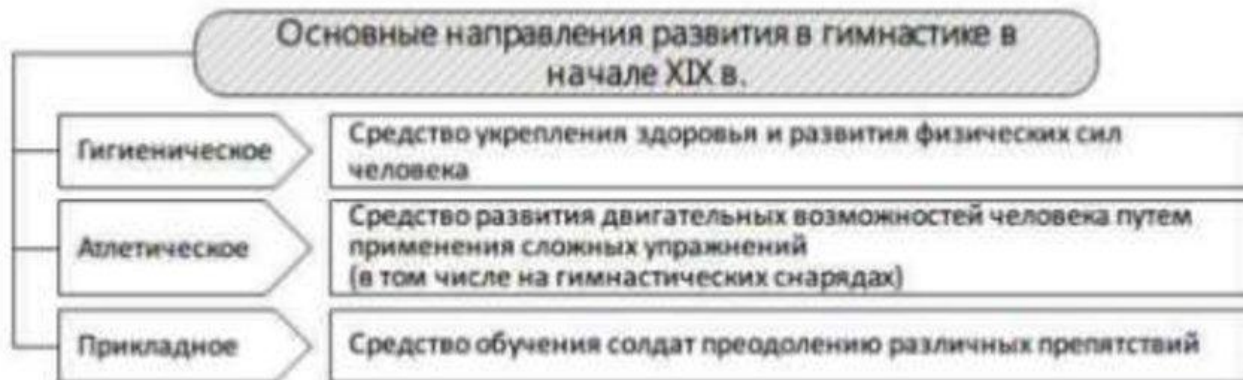 Основные направления развития в гимнастике в
начале XIX в.
Гигиеническое
Средство укрепления здоровья и развития физических сил
человека
Атлетическое
Средство развития двигательных возможностей человека путем
применения сложных упражнений
(в том числе на гимнастических снарядах)
Прикладное
Средство обучения солдат преодолению различных препятствий